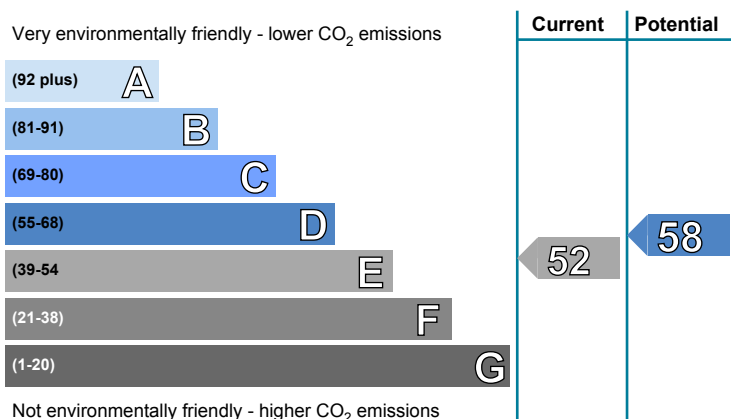 Current Potential
Very environmentally friendly - lower CO2 emissions
(92 plus) A
(81-91) B
(69-80) C
(55-68) D
58
(39-54 E
52
(21-38) F
(1-20) G
Not environmentally friendly - higher CO2 emissions